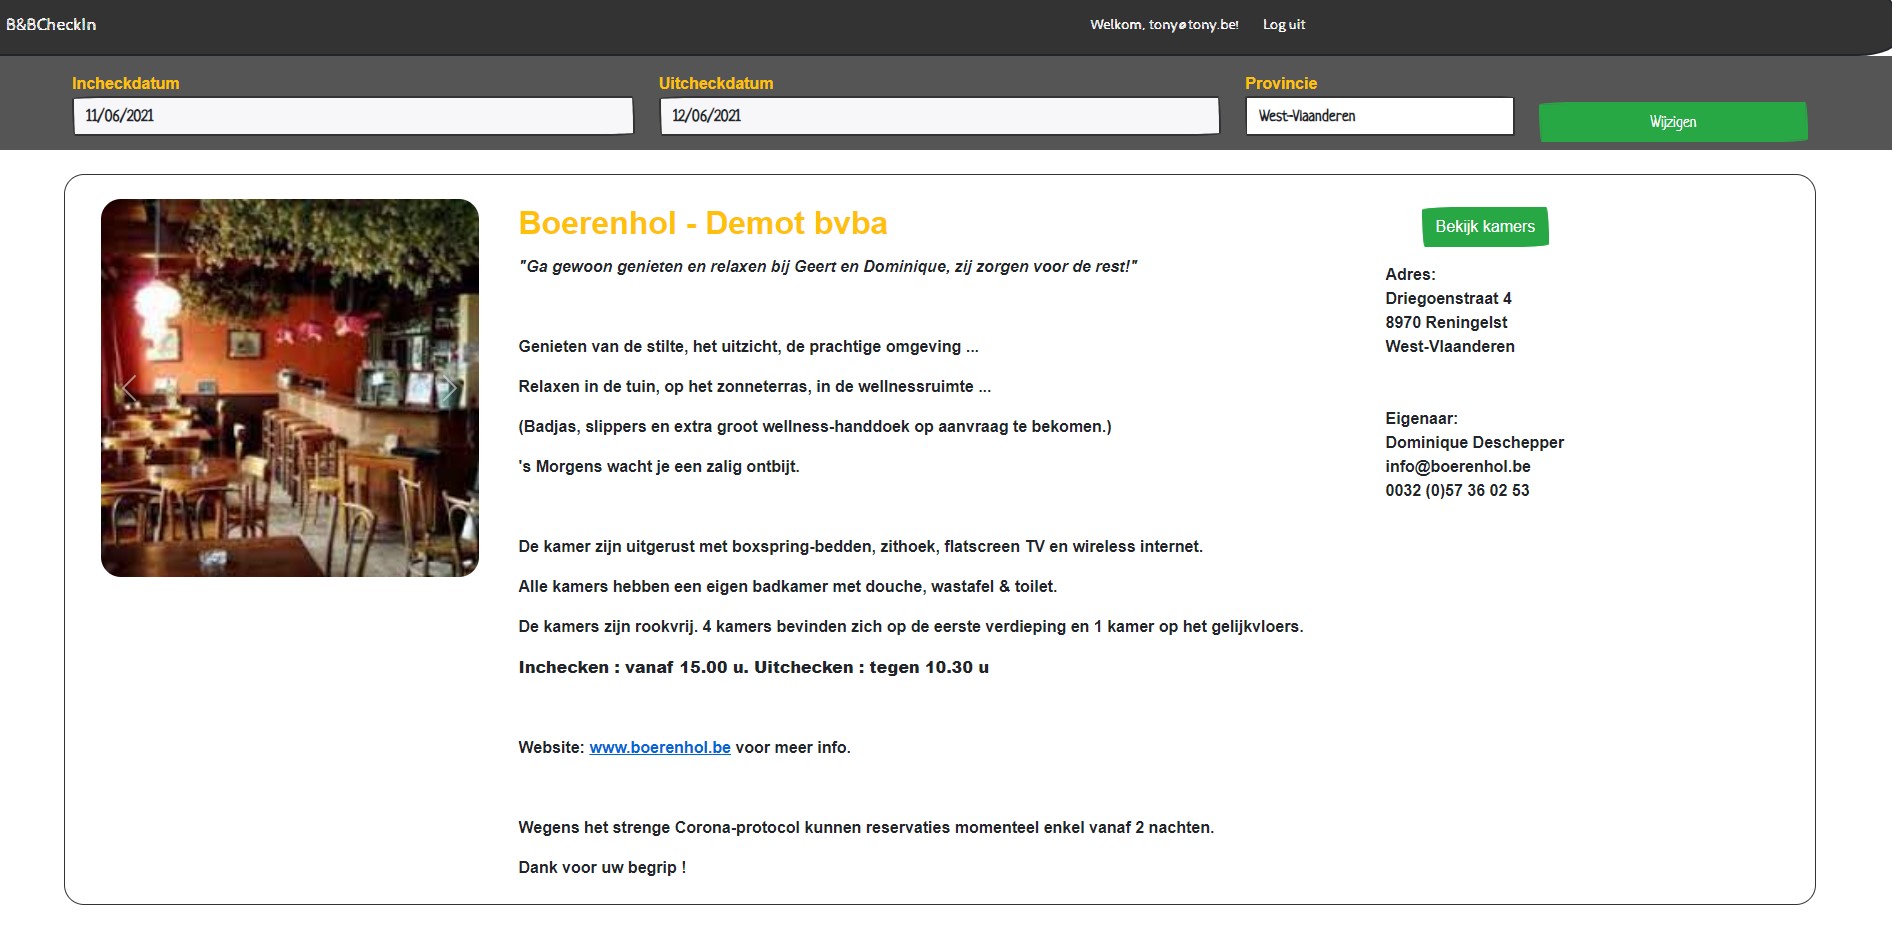 B&BCheckIn
Welkom, tony@tony.be! Log uit
Incheckdatum
11/06/2021
Uitcheckdatum
12/06/2021
Provincie
West-Vlaanderen
Wijzigen
Boerenhol - Demot bvba
"Ga gewoon genieten en relaxen bij Geert en Dominique, zij zorgen voor de rest!"
Genieten van de stilte, het uitzicht, de prachtige omgeving ...
Relaxen in de tuin, op het zonneterras, in de wellnessruimte ...
(Badjas, slippers en extra groot wellness-handdoek op aanvraag te bekomen.)
's Morgens wacht je een zalig ontbijt.
De kamer zijn uitgerust met boxspring-bedden, zithoek, flatscreen TV en wireless internet.
Alle kamers hebben een eigen badkamer met douche, wastafel & toilet.
De kamers zijn rookvrij. 4 kamers bevinden zich op de eerste verdieping en 1 kamer op het gelijkvloers.
Inchecken : vanaf 15.00 u. Uitchecken : tegen 10.30 u
Website: www.boerenhol.be voor meer info.
Wegens het strenge Corona-protocol kunnen reservaties momenteel enkel vanaf 2 nachten.
Dank voor uw begrip !
Bekijk kamers
Adres:
Driegoenstraat 4
8970 Reningelst
West-Vlaanderen
Eigenaar:
Dominique Deschepper
info@boerenhol.be
0032 (0)57 36 02 53